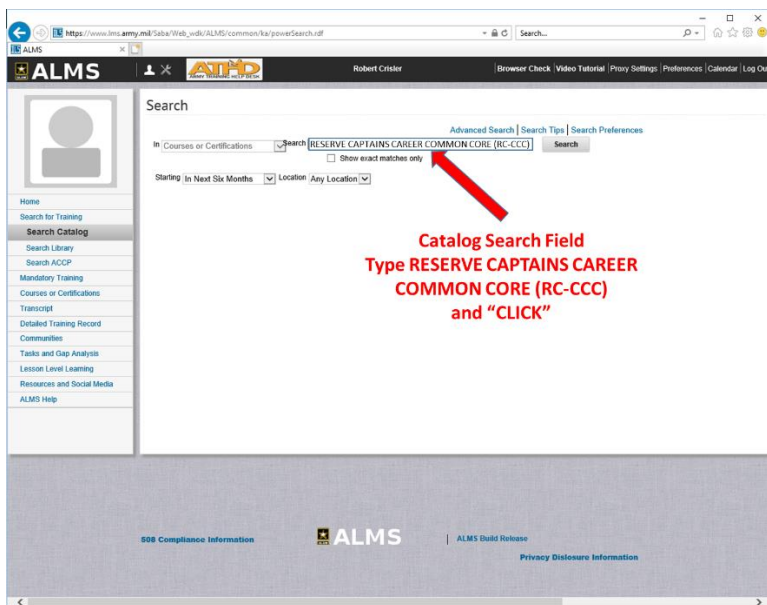 https://www.lms.army.mil/Saba/Web_wdk/ALMS/common/ka/powerSearch.rdf
Search...
ALMS
ALMS
ATHD
ARMY TRAINING HELP DESK
Robert Crisler
Browser Check | Video Tutorial | Proxy Settings | Preferences | Calendar | Log Ou
Search
Advanced Search | Search Tips | Search Preferences
In Courses or Certifications Search RESERVE CAPTAINS CAREER COMMON CORE (RC-CCC) Search
Show exact matches only
Starting In Next Six Months Location Any Location
Home
Search for Training
Search Catalog
Search Library
Search ACCP
Mandatory Training
Courses or Certifications
Transcript
Detailed Training Record
Communities
Tasks and Gap Analysis
Lesson Level Learning
Resources and Social Media
ALMS Help
Catalog Search Field
Type RESERVE CAPTAINS CAREER
COMMON CORE (RC-CCC)
and “CLICK”
508 Compliance Information
ALMS
ALMS Build Release
Privacy Dislosure Information